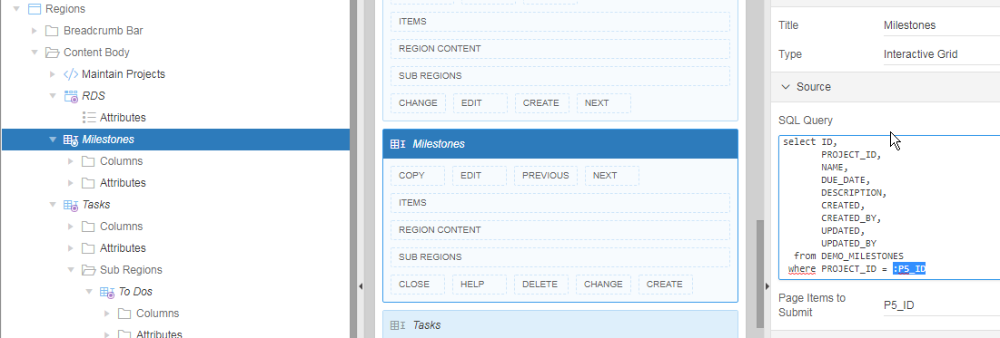 Regions
Breadcrumb Bar
Content Body
Maintain Projects
RDS
Attributes
Milestones
Columns
Attributes
Tasks
Columns
Attributes
Sub Regions
To Dos
Columns
Attributes
ITEMS
REGION CONTENT
SUB REGIONS
CHANGE EDIT CREATE NEXT
Milestones
COPY EDIT PREVIOUS NEXT
ITEMS
REGION CONTENT
SUB REGIONS
CLOSE HELP DELETE CHANGE CREATE
Tasks
Title Milestones
Type Interactive Grid
Source
SQL Query
select ID,
PROJECT_ID,
NAME,
DUE_DATE,
DESCRIPTION,
CREATED,
CREATED_BY,
UPDATED,
UPDATED_BY
from DEMO_MILESTONES
where PROJECT_ID = :P5_ID
Page Items to
Submit
P5_ID